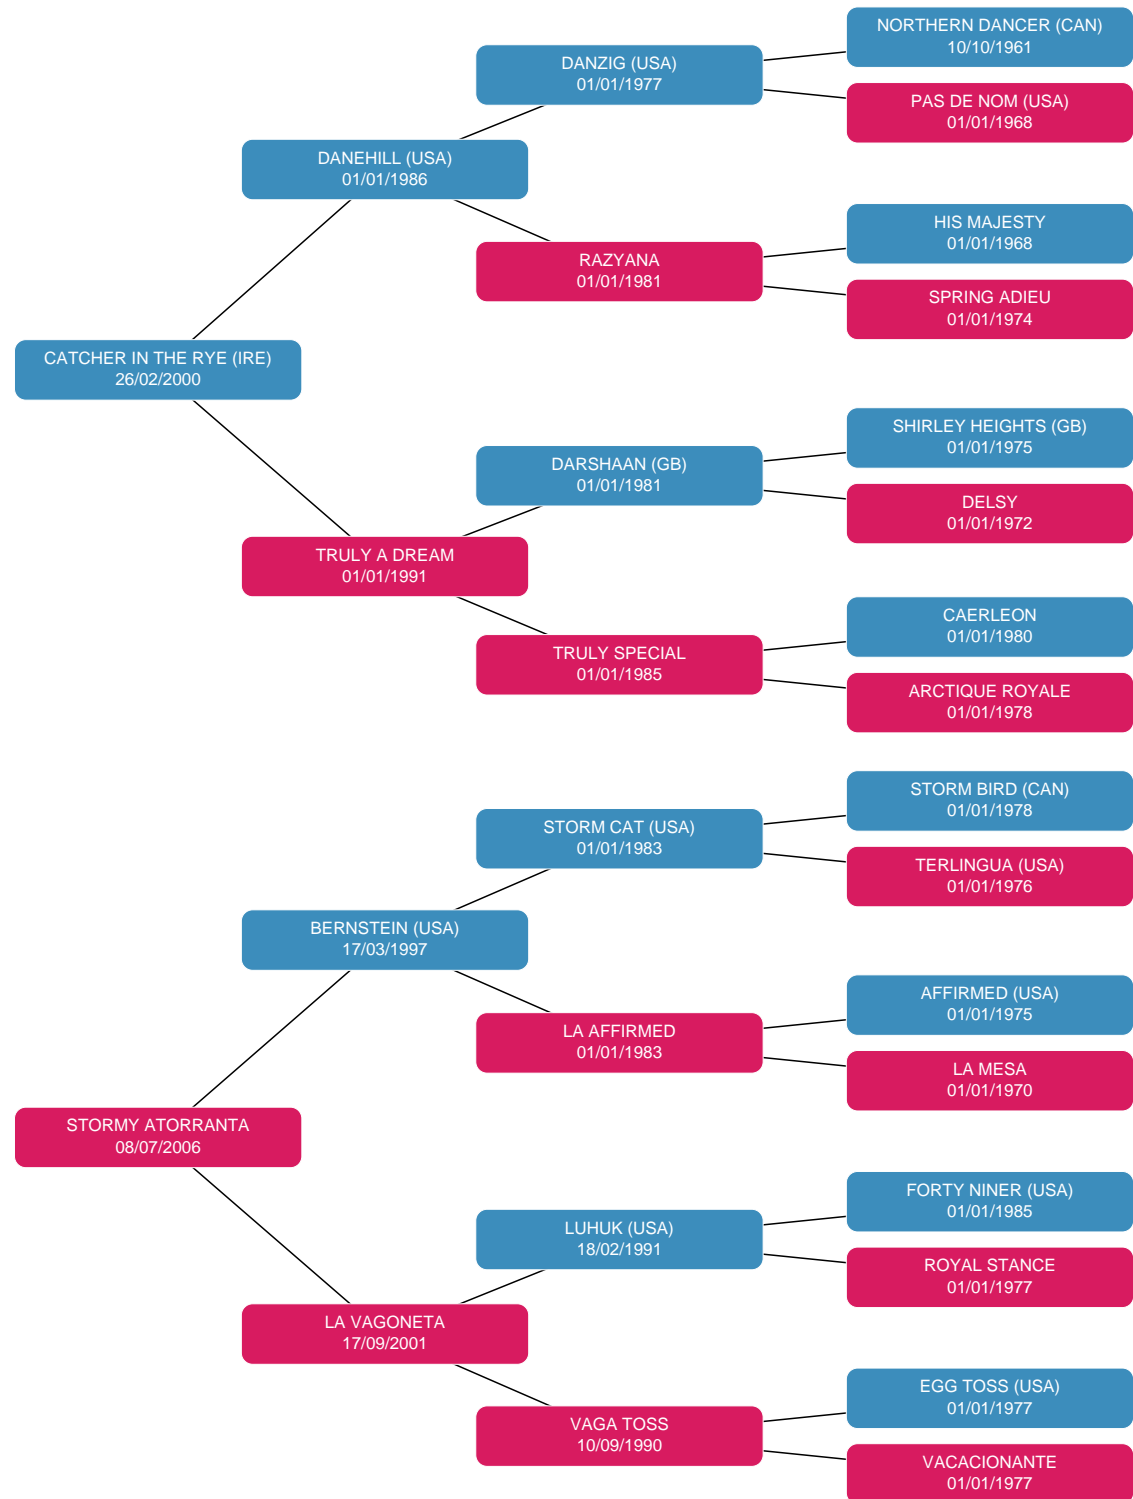 NORTHERN DANCER (CAN)
10/10/1961
DANZIG (USA)
01/01/1977
PAS DE NOM (USA)
01/01/1968
DANEHILL (USA)
01/01/1986
HIS MAJESTY
01/01/1968
RAZYANA
01/01/1981
SPRING ADIEU
01/01/1974
CATCHER IN THE RYE (IRE)
26/02/2000
SHIRLEY HEIGHTS (GB)
01/01/1975
DARSHAAN (GB)
01/01/1981
DELSY
01/01/1972
TRULY A DREAM
01/01/1991
CAERLEON
01/01/1980
TRULY SPECIAL
01/01/1985
ARCTIQUE ROYALE
01/01/1978
STORM BIRD (CAN)
01/01/1978
STORM CAT (USA)
01/01/1983
TERLINGUA (USA)
01/01/1976
BERNSTEIN (USA)
17/03/1997
AFFIRMED (USA)
01/01/1975
LA AFFIRMED
01/01/1983
LA MESA
01/01/1970
STORMY ATORRANTA
08/07/2006
FORTY NINER (USA)
01/01/1985
LUHUK (USA)
18/02/1991
ROYAL STANCE
01/01/1977
LA VAGONETA
17/09/2001
EGG TOSS (USA)
01/01/1977
VAGA TOSS
10/09/1990
VACACIONANTE
01/01/1977